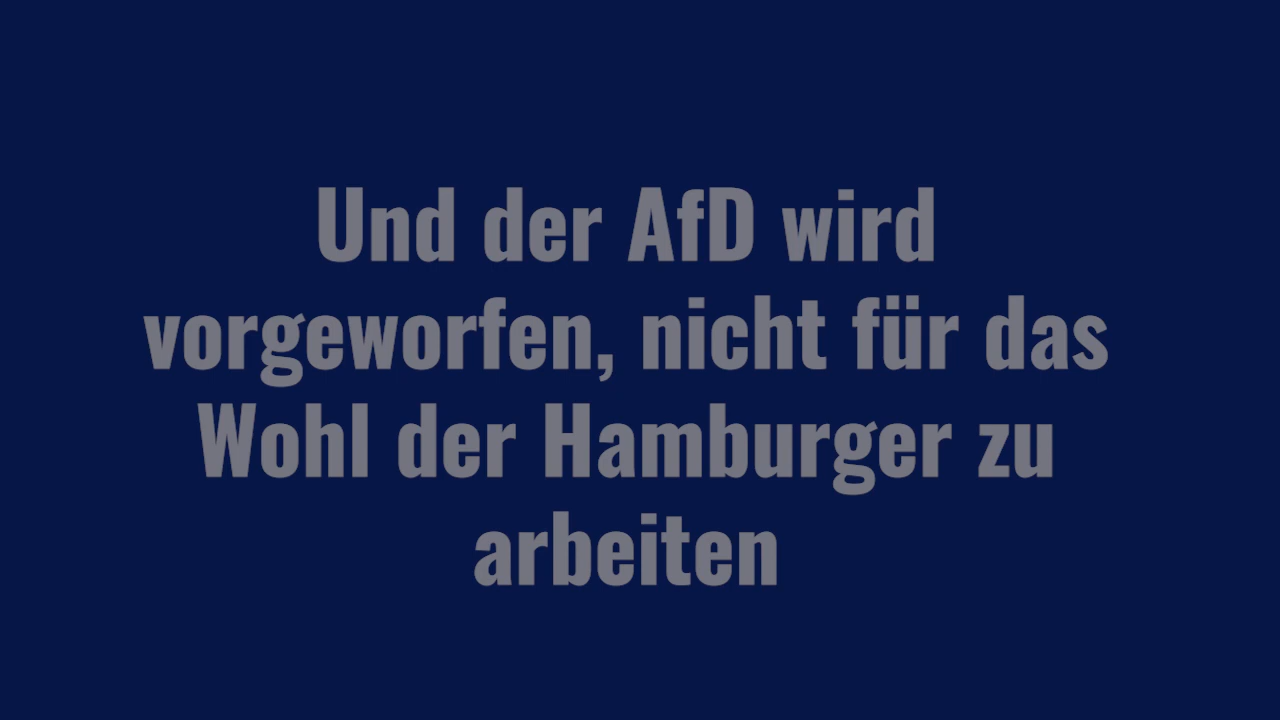 Und der AfD wird
vorgeworfen, nicht für das
Wohl der Hamburger zu
arbeiten